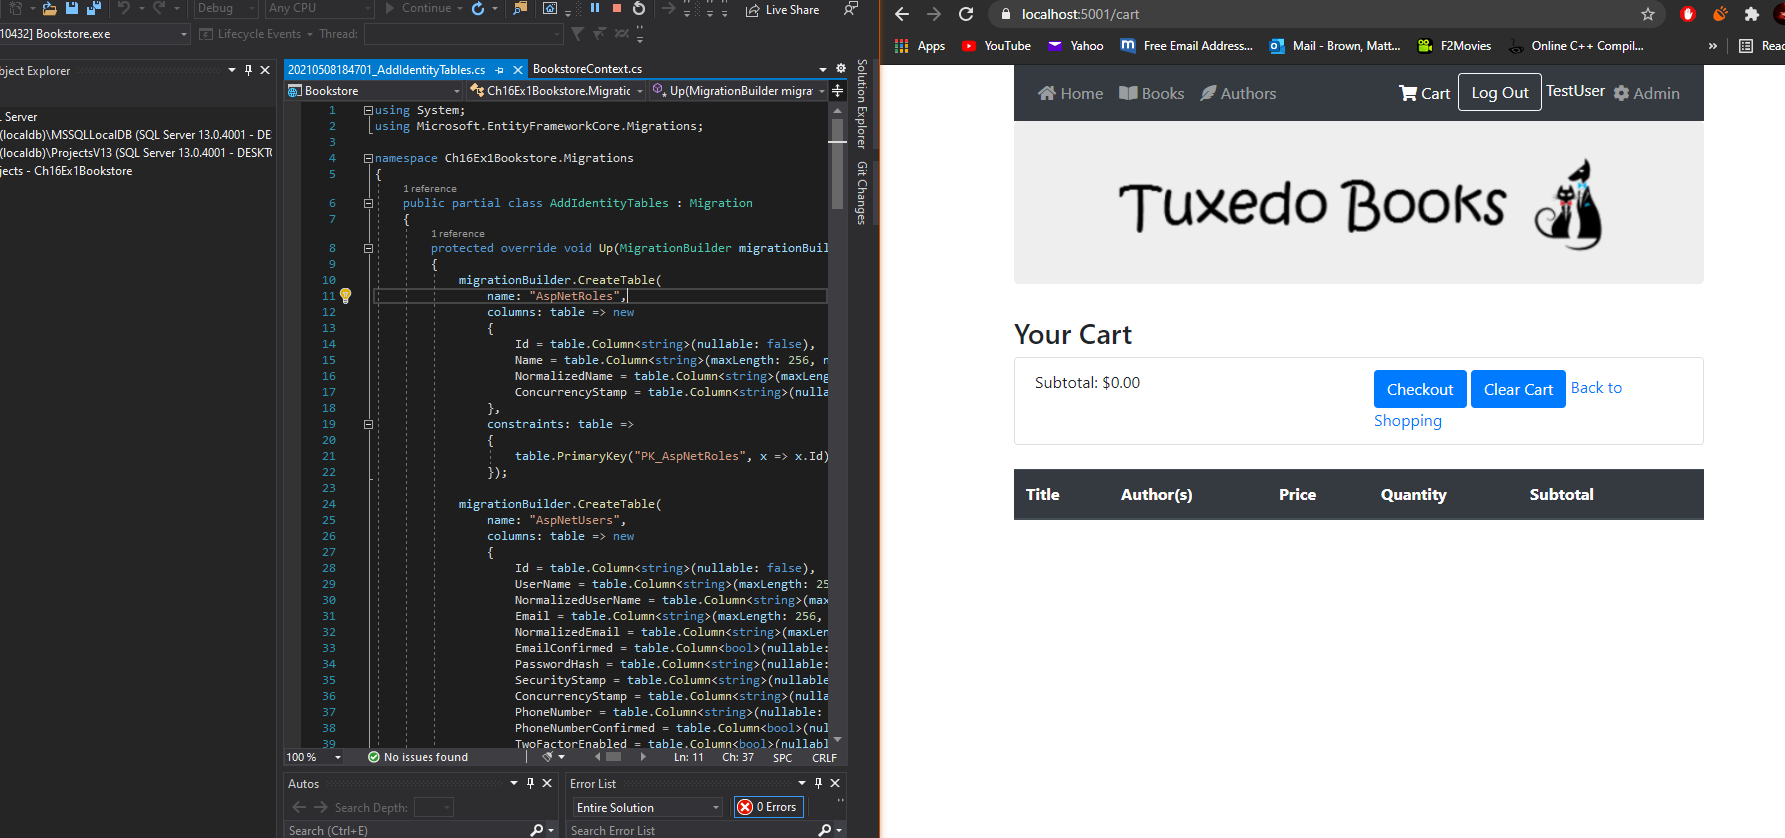 Debug
Any CPU
Continue
Live Share
10432] Bookstore.exe
Lifecycle Events
Thread:
bject Explorer
Server
(localdb)\MSSQLLocalDB (SQL Server 13.0.4001 - DE
(localdb)\ProjectsV13 (SQL Server 13.0.4001 - DESKT
jects - Ch16Ex1Bookstore
20210508184701_AddIdentityTables.cs
BookstoreContext.cs
Bookstore
Ch16Ex1Bookstore.Migratic
Up(MigrationBuilder migrat
1 using System;
2 using Microsoft.EntityFrameworkCore.Migrations;
3
4 namespace Ch16Ex1Bookstore.Migrations
5 {
1 reference
6 public partial class AddIdentityTables : Migration
7 {
1 reference
8 protected override void Up(MigrationBuilder migrationBuil
9 {
10 migrationBuilder.CreateTable(
11 name: "AspNetRoles",
12 columns: table => new
13 {
14 Id = table.Column<string>(nullable: false),
15 Name = table.Column<string>(maxLength: 256, n
16 NormalizedName = table.Column<string>(maxLeng
17 ConcurrencyStamp = table.Column<string>(nulla
18 },
19 constraints: table =>
20 {
21 table.PrimaryKey("PK_AspNetRoles", x => x.Id)
22 });
23
24 migrationBuilder.CreateTable(
25 name: "AspNetUsers",
26 columns: table => new
27 {
28 Id = table.Column<string>(nullable: false),
29 UserName = table.Column<string>(maxLength: 25
30 NormalizedUserName = table.Column<string>(max
31 Email = table.Column<string>(maxLength: 256,
32 NormalizedEmail = table.Column<string>(maxLen
33 EmailConfirmed = table.Column<bool>(nullable:
34 PasswordHash = table.Column<string>(nullable:
35 SecurityStamp = table.Column<string>(nullable
36 ConcurrencyStamp = table.Column<string>(nulla
37 PhoneNumber = table.Column<string>(nullable:
38 PhoneNumberConfirmed = table.Column<bool>(nul
39 TwoFactorEnabled = table.Column<bool>(nullabl
100 %
No issues found
Ln: 11
Ch: 37
SPC
CRLF
Autos
Search Depth:
Search (Ctrl+E)
Error List
Entire Solution
0 Errors
Search Error List
Solution Explorer
Git Changes
localhost:5001/cart
Apps
YouTube
Yahoo
Free Email Address...
Mail - Brown, Matt...
F2Movies
Online C++ Compil...
»
Rea
Home
Books
Authors
Cart
Log Out
TestUser
Admin
Tuxedo Books
Your Cart
Subtotal: $0.00
Checkout
Clear Cart
Back to
Shopping
Title
Author(s)
Price
Quantity
Subtotal